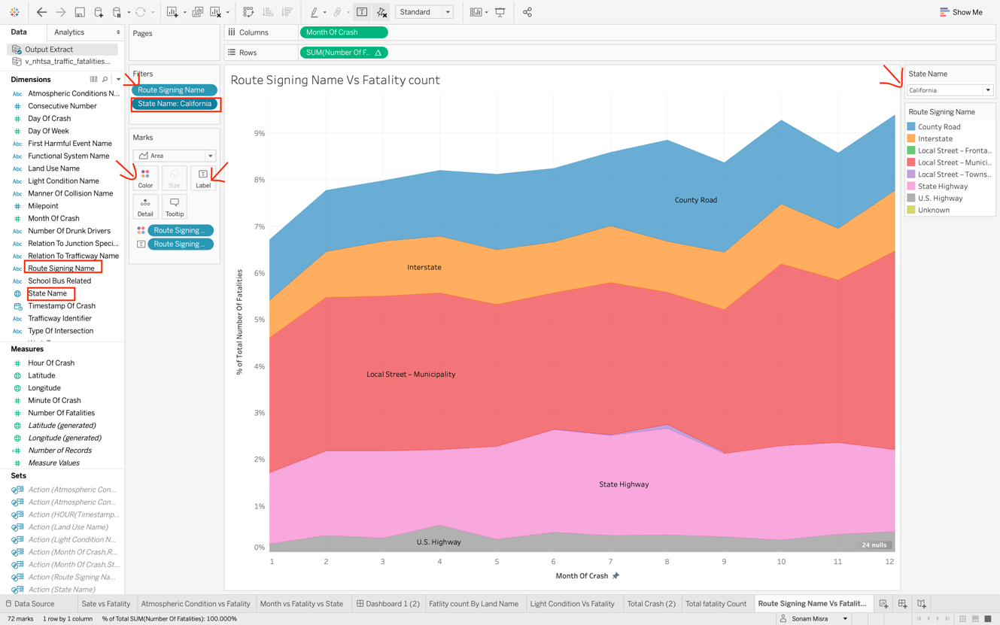 Standard
Show Me
Data
Analytics
Output Extract
v_nhtsa_traffic_fatalities...
Dimensions
Atmospheric Conditions N...
Consecutive Number
Day Of Crash
Day Of Week
First Harmful Event Name
Functional System Name
Land Use Name
Light Condition Name
Manner Of Collision Name
Milepoint
Month Of Crash
Number Of Drunk Drivers
Relation To Junction Speci...
Relation To Trafficway Name
Route Signing Name
School Bus Related
State Name
Timestamp Of Crash
Trafficway Identifier
Type Of Intersection
Measures
Hour Of Crash
Latitude
Longitude
Minute Of Crash
Number Of Fatalities
Latitude (generated)
Longitude (generated)
Number of Records
Measure Values
Sets
Action (Atmospheric Con...
Action (Atmospheric Con...
Action (HOUR(Timestamp...
Action (Land Use Name)
Action (Light Condition N...
Action (Month Of Crash,R...
Action (Month Of Crash,St...
Action (Route Signing Na...
Action (State Name)
Pages
Filters
Route Signing Name
State Name: California
Marks
Area
Color
Size
Label
Detail
Tooltip
Route Signing ..
Route Signing ..
Columns
Month Of Crash
Rows
SUM(Number Of F..
Route Signing Name Vs Fatality count
% of Total Number Of Fatalities
9%
8%
7%
6%
5%
4%
3%
2%
1%
0%
County Road
Interstate
Local Street – Municipality
State Highway
U.S. Highway
24 nulls
1 2 3 4 5 6 7 8 9 10 11 12
Month Of Crash
State Name
California
Route Signing Name
County Road
Interstate
Local Street – Fronta..
Local Street – Munici..
Local Street – Towns..
State Highway
U.S. Highway
Unknown
Data Source
Sate vs Fatality
Atmospheric Condition vs Fatality
Month vs Fatality vs State
Dashboard 1 (2)
Fatlity count By Land Name
Light Condition Vs Fatality
Total Crash (2)
Total fatality Count
Route Signing Name Vs Fatalit...
72 marks
1 row by 1 column
% of Total SUM(Number Of Fatalities): 100.000%
Sonam Misra